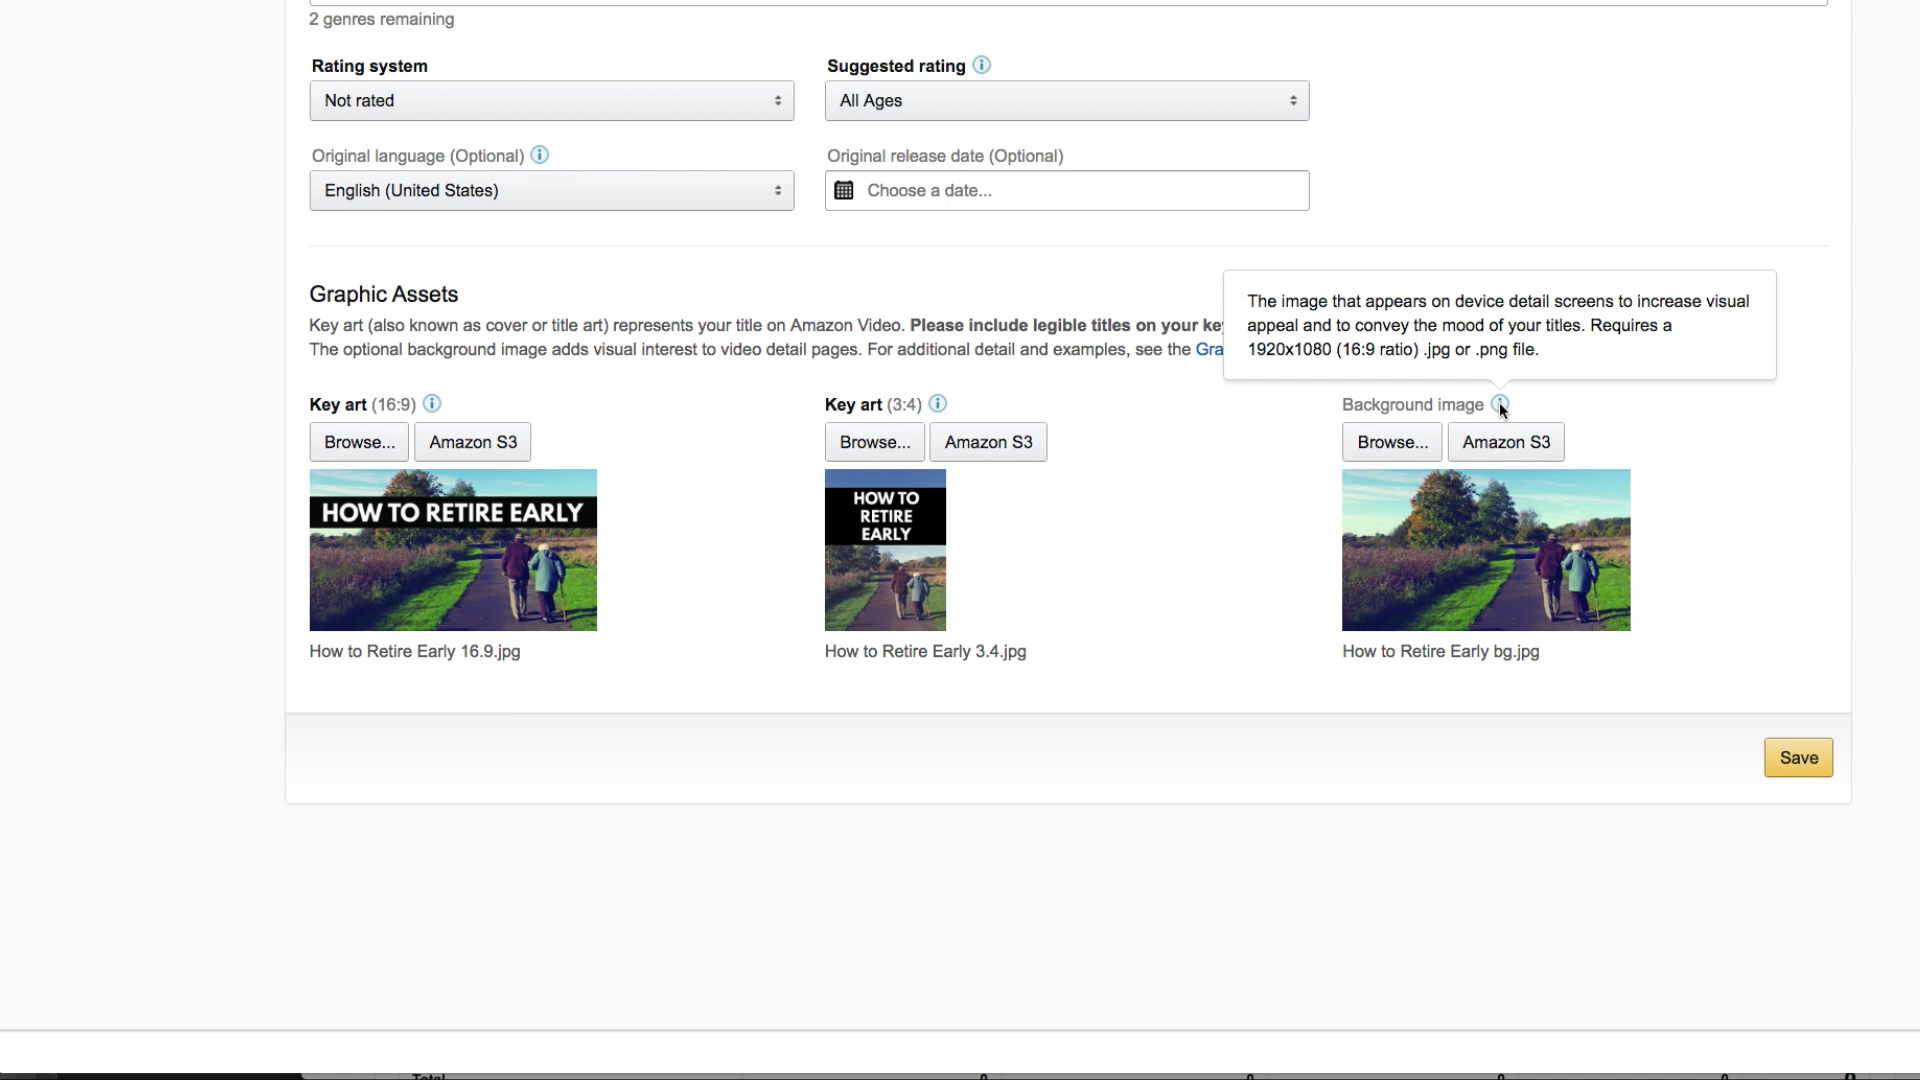 2 genres remaining
Rating system
Suggested rating
Not rated
All Ages
Original language (Optional)
Original release date (Optional)
English (United States)
Choose a date...
Graphic Assets
Key art (also known as cover or title art) represents your title on Amazon Video. Please include legible titles on your
The optional background image adds visual interest to video detail pages. For additional detail and examples, see the
The image that appears on device detail screens to increase visual
appeal and to convey the mood of your titles. Requires a
1920x1080 (16:9 ratio) .jpg or .png file.
Key art (16:9)
Key art (3:4)
Background image
Browse...
Amazon S3
Browse...
Amazon S3
Browse...
Amazon S3
HOW TO RETIRE EARLY
HOW TO
RETIRE
EARLY
How to Retire Early 16.9.jpg
How to Retire Early 3.4.jpg
How to Retire Early bg.jpg
Save